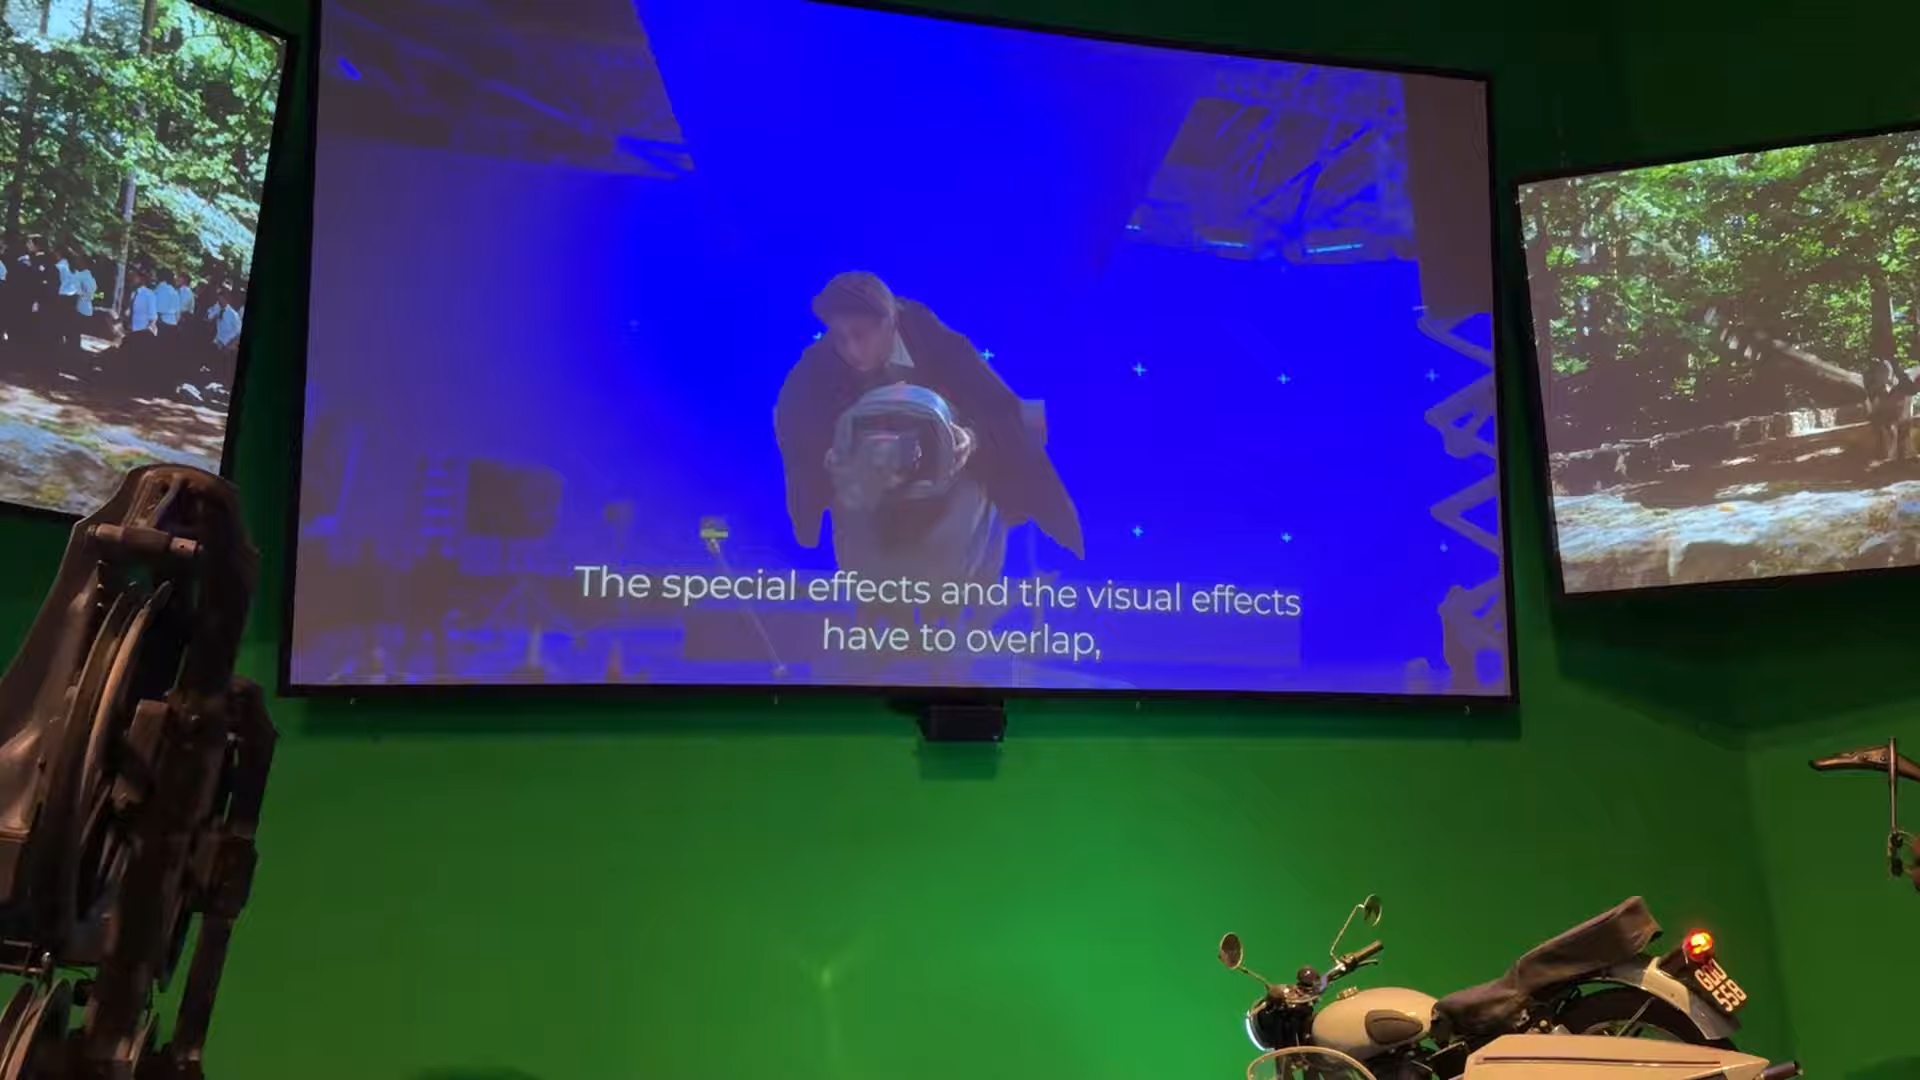 The special effects and the visual effects
have to overlap,